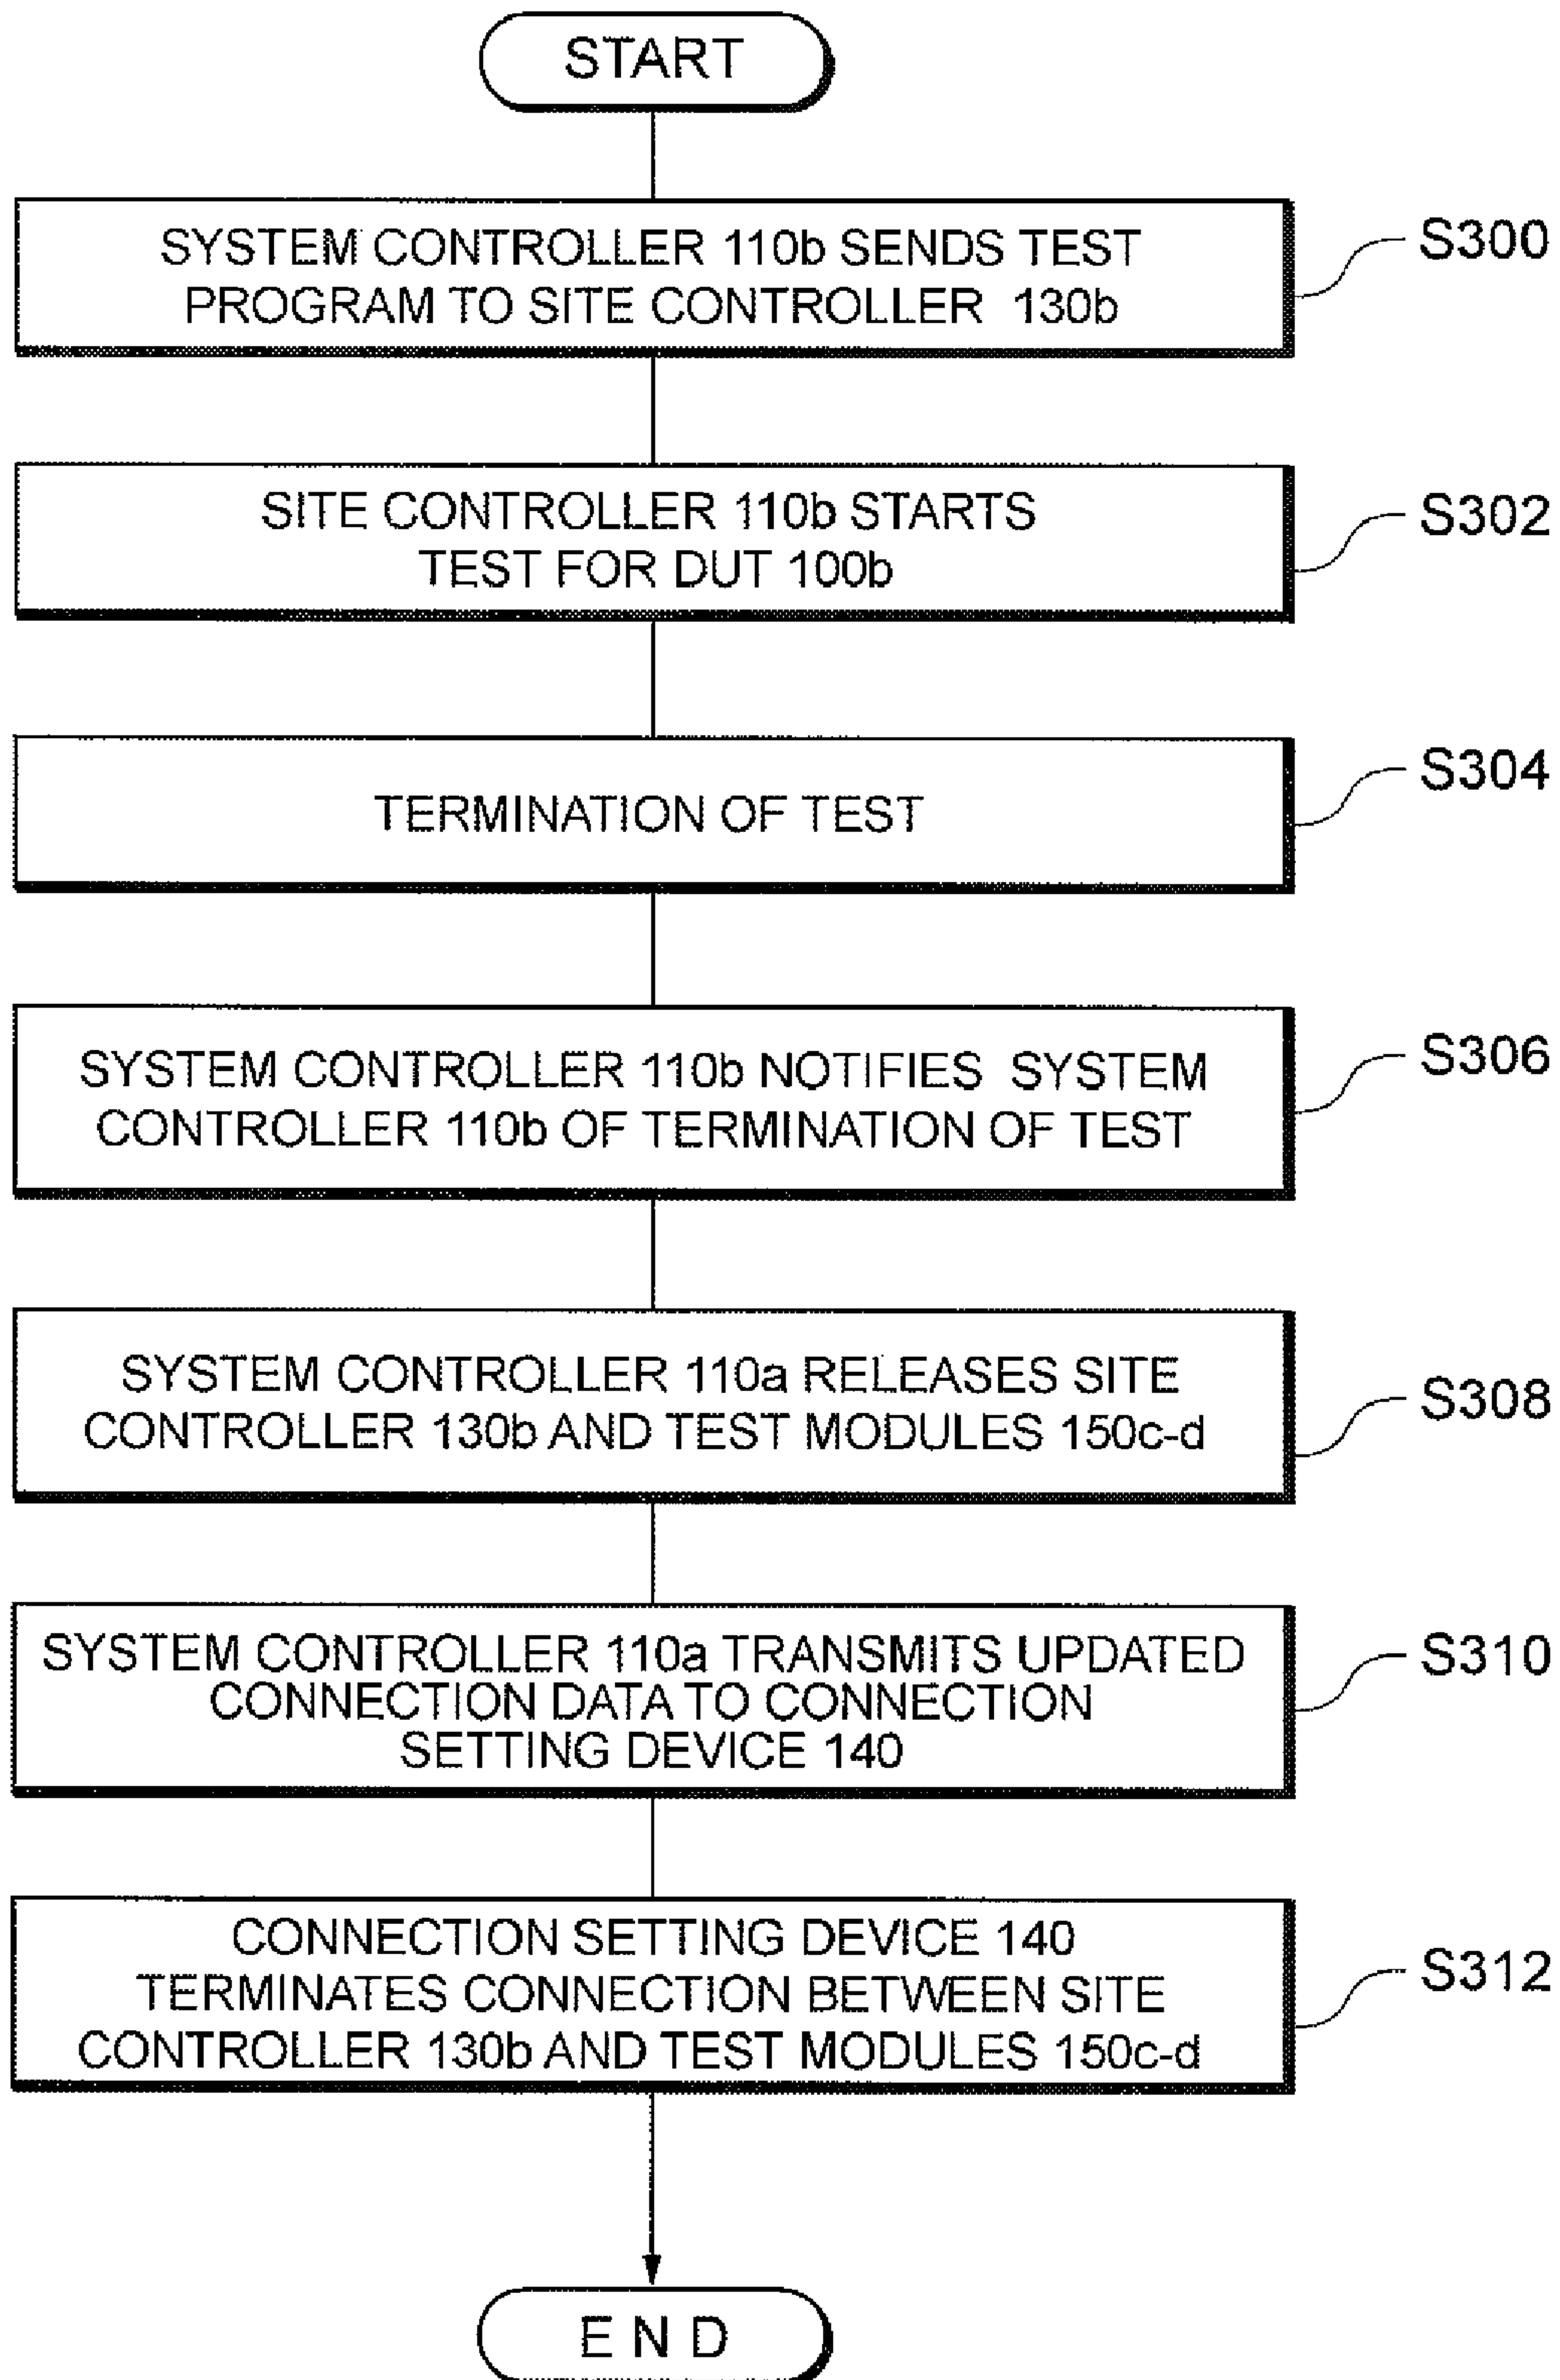 START
SYSTEM CONTROLLER 110b SENDS TEST
PROGRAM TO SITE CONTROLLER 130b
S300
SITE CONTROLLER 110b STARTS
TEST FOR DUT 100b
S302
TERMINATION OF TEST
S304
SYSTEM CONTROLLER 110b NOTIFIES SYSTEM
CONTROLLER 110b OF TERMINATION OF TEST
S306
SYSTEM CONTROLLER 110a RELEASES SITE
CONTROLLER 130b AND TEST MODULES 150c-d
S308
SYSTEM CONTROLLER 110a TRANSMITS UPDATED
CONNECTION DATA TO CONNECTION
SETTING DEVICE 140
S310
CONNECTION SETTING DEVICE 140
TERMINATES CONNECTION BETWEEN SITE
CONTROLLER 130b AND TEST MODULES 150c-d
S312
END